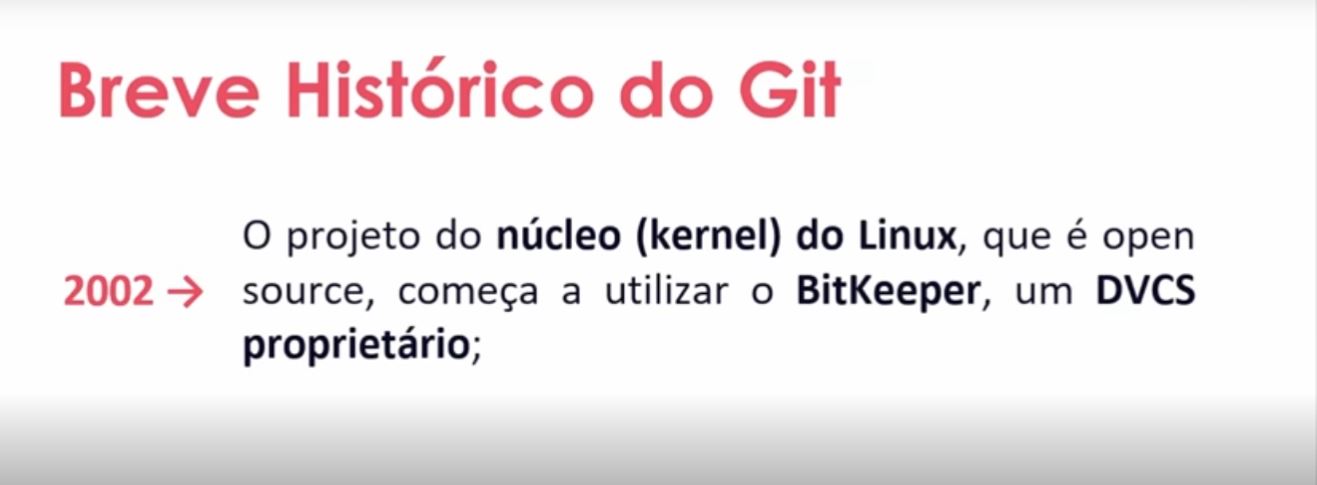 Breve Histórico do Git
O projeto do núcleo (kernel) do Linux, que é open
2002 → source, começa a utilizar o BitKeeper, um DVCS
proprietário;